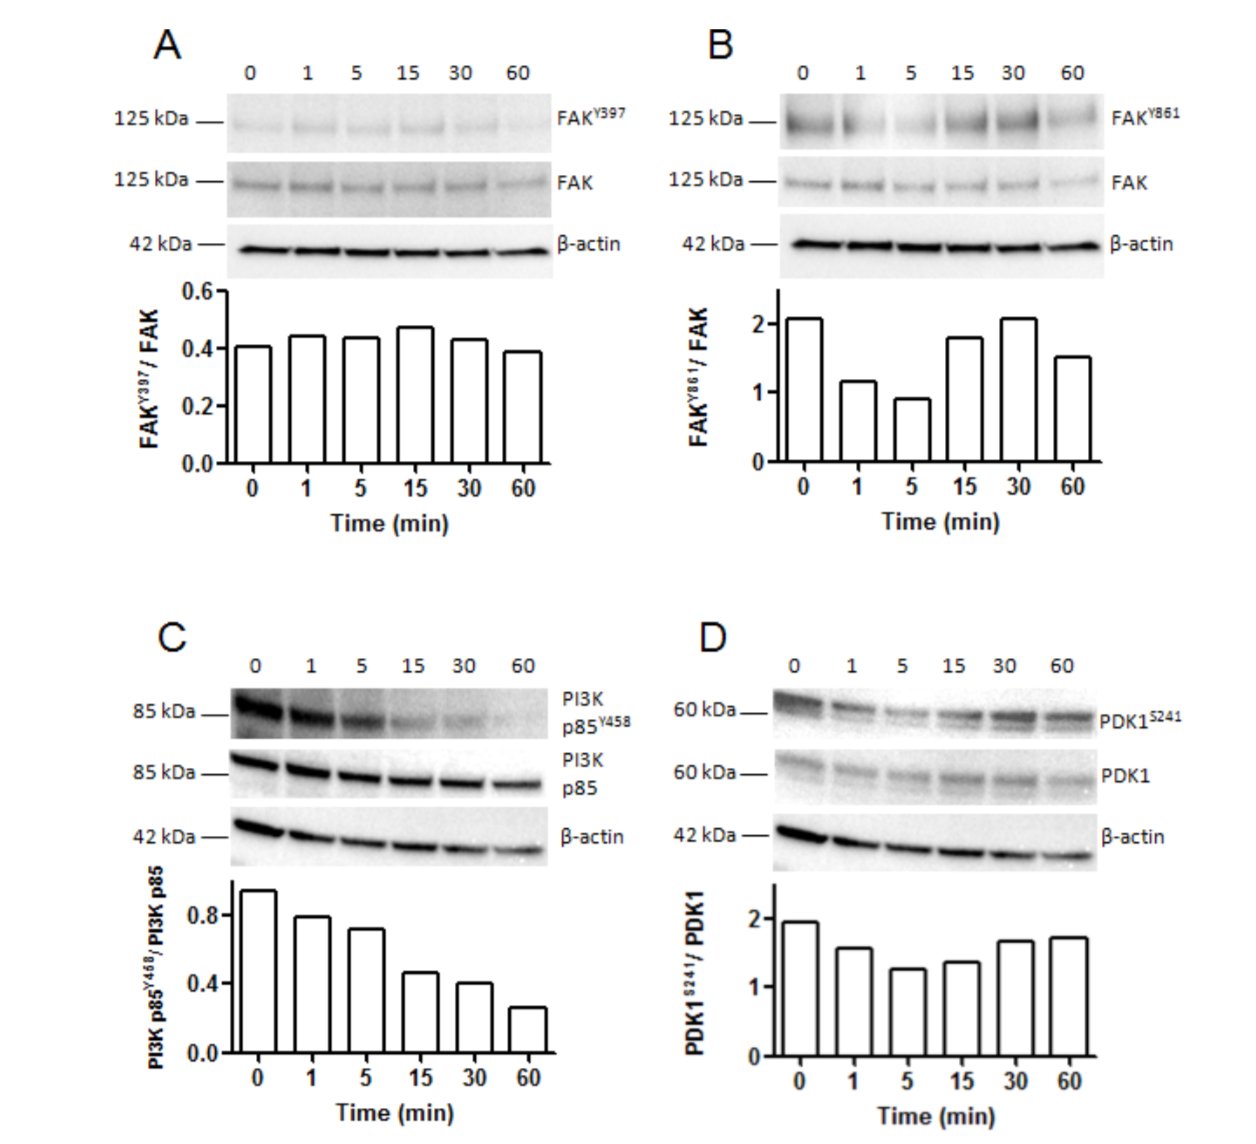 A
0 1 5 15 30 60
125 kDa
FAKY397
125 kDa
FAK
42 kDa
β-actin
FAKY397/ FAK
0.6
0.4
0.2
0.0
0 1 5 15 30 60
Time (min)
B
0 1 5 15 30 60
125 kDa
FAKY861
125 kDa
FAK
42 kDa
β-actin
FAKY861/ FAK
2
1
0
0 1 5 15 30 60
Time (min)
C
0 1 5 15 30 60
85 kDa
PI3K
p85Y458
85 kDa
PI3K
p85
42 kDa
β-actin
PI3K p85Y458/ PI3K p85
0.8
0.4
0.0
0 1 5 15 30 60
Time (min)
D
0 1 5 15 30 60
60 kDa
PDK1S241
60 kDa
PDK1
42 kDa
β-actin
PDK1S241/ PDK1
2
1
0
0 1 5 15 30 60
Time (min)